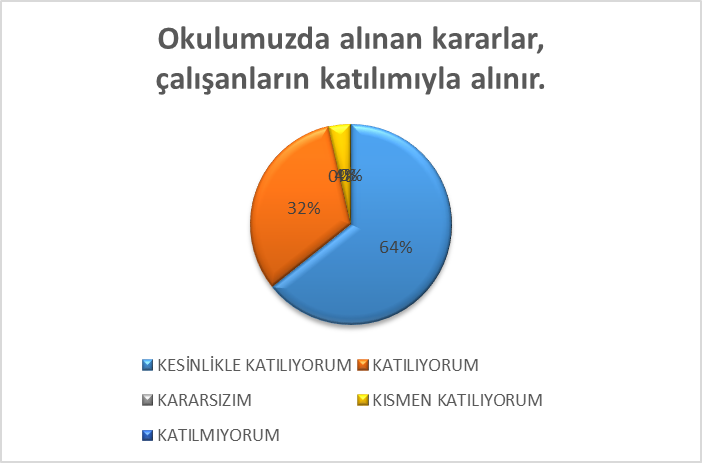 Okulumuzda alınan kararlar,
çalışanların katılımıyla alınır.
32%
64%
KESİNLİKLE KATILIYORUM KATILIYORUM
KARARSIZIM KISMEN KATILIYORUM
KATILMIYORUM